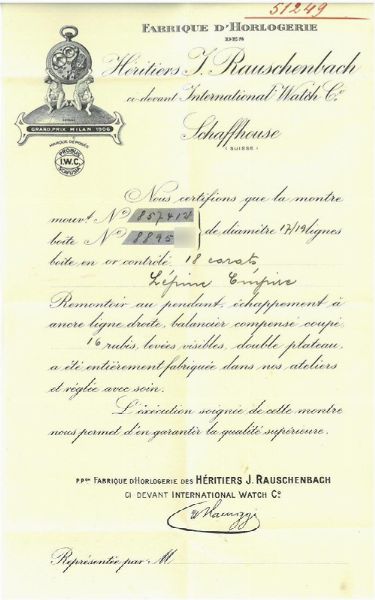 51249
FABRIQUE D'HORLOGERIE
DES
Héritiers J. Rauschenbach
ci-devant International Watch Co.
Schaffhouse
(SUISSE)
GRAND.PRIX MILAN 1906
MARQUE DÉPOSÉE
PROBUS
I.W.C.
SCAFUSIA
Nous certifions que la montre
mouvt. No
boîte No 8895
de diamètre 17/19 lignes
boîte en or contrôlé 18 carats
Lépine Empire
Remontoir au pendant, échappement à
ancre ligne droite, balancier compensé coupé
16 rubis, levées visibles, double plateau,
a été entièrement fabriquée dans nos ateliers
et réglée avec soin.
L'éxécution soignée de cette montre
nous permet d'en garantir la qualité supérieure.
FABRIQUE D'HORLOGERIE DES HÉRITIERS J. RAUSCHENBACH
CI DEVANT INTERNATIONAL WATCH Co
Représentée par M